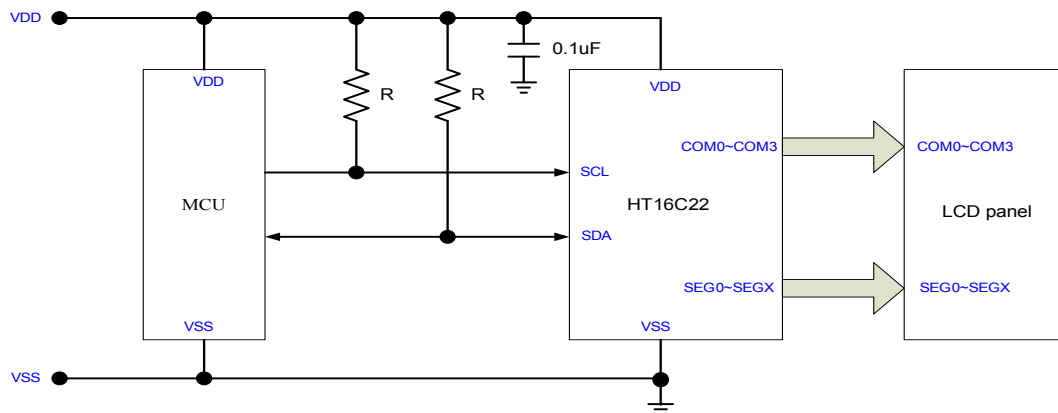 VDD
0.1uF
VDD
R
R
VDD
COM0~COM3
COM0~COM3
SCL
MCU
HT16C22
LCD panel
SDA
SEG0~SEGX
SEG0~SEGX
VSS
VSS
VSS